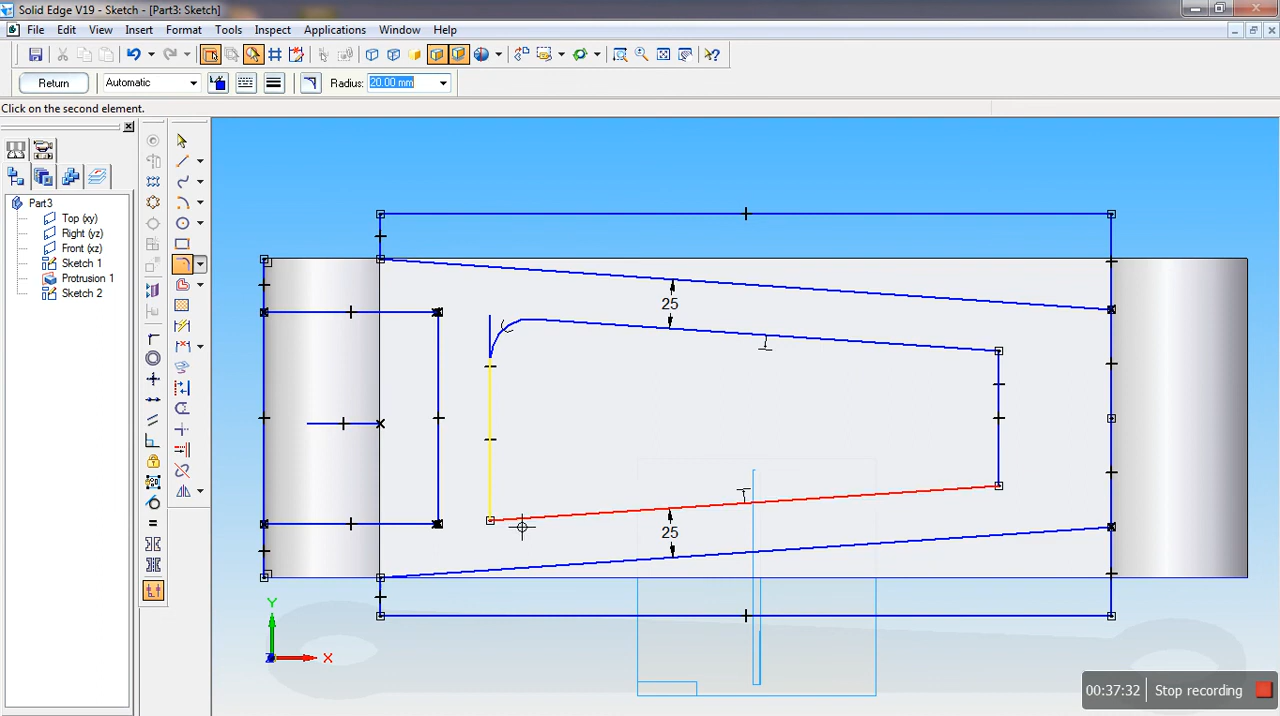 Solid Edge V19 - Sketch - [Part3: Sketch]
File Edit View Insert Format Tools Inspect Applications Window Help
Return Automatic Radius: 20.00 mm
Click on the second element.
Part3
Top (xy)
Right (yz)
Front (xz)
Sketch 1
Protrusion 1
Sketch 2
25
25
Y
X
00:37:32 Stop recording